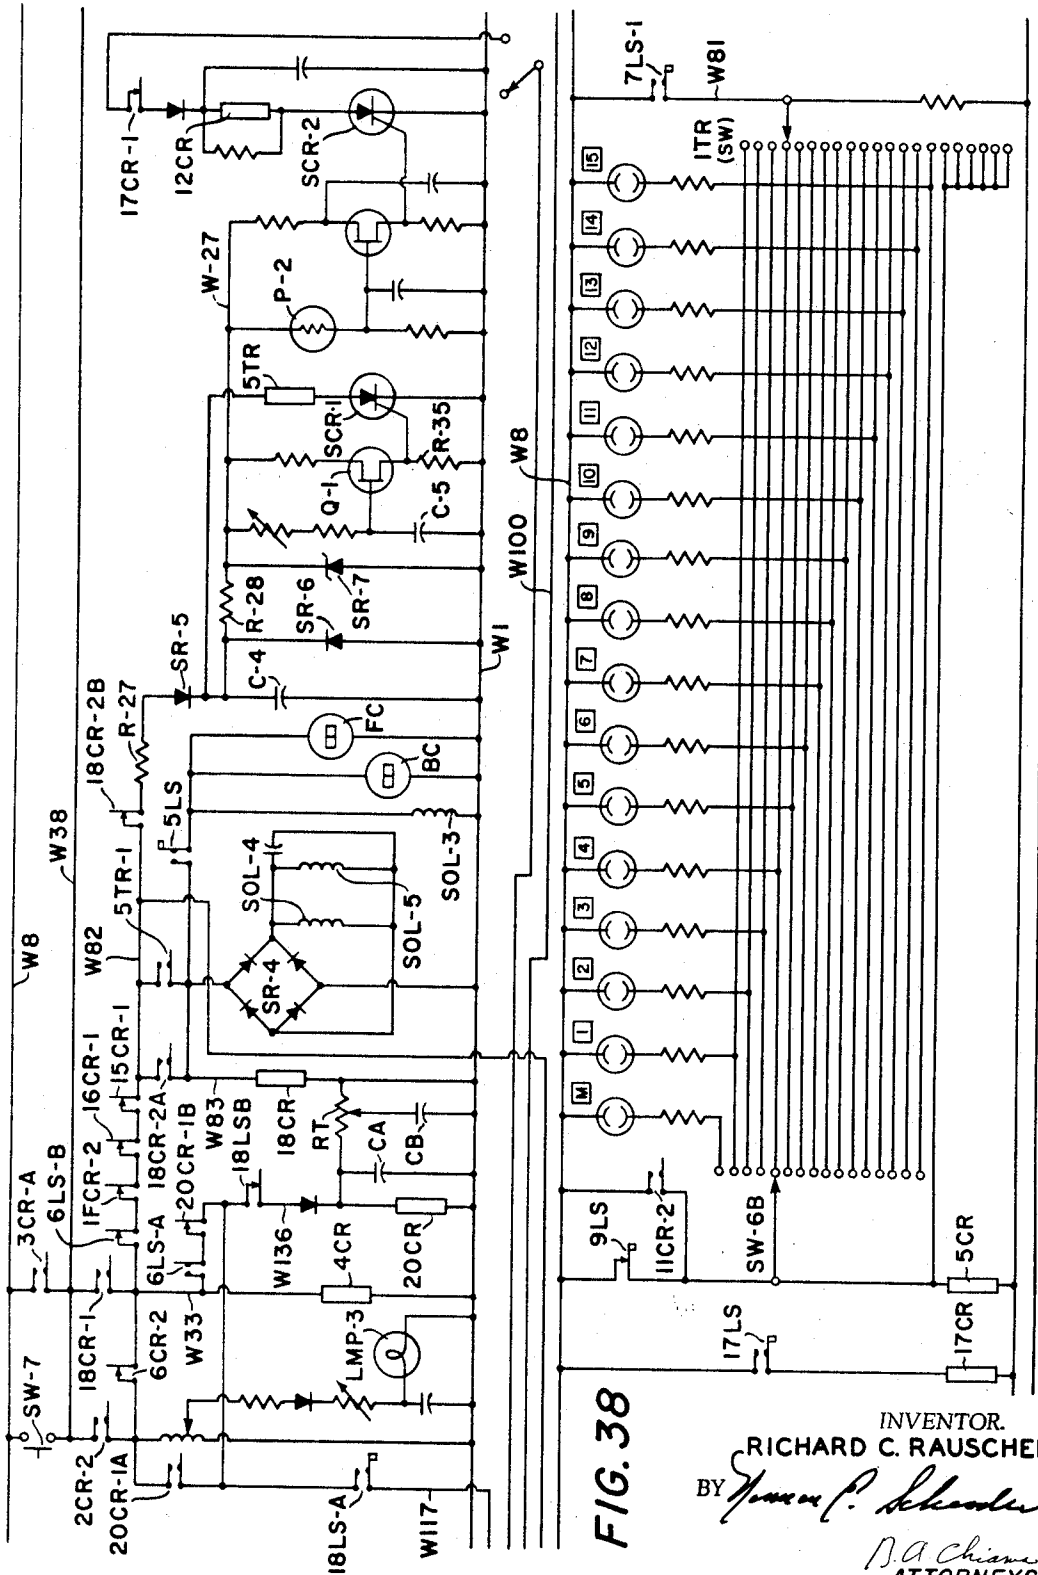 W8
W38
SW-7
3CR-A
6LS-B
1FCR-2
16CR-1
15CR-1
W82
5TR-1
18CR-2B
R-27
SR-5
W-27
17CR-1
12CR
SCR-2
P-2
5TR
SCR-1
Q-1
R-35
C-5
R-28
SR-6
SR-7
C-4
FC
BC
5LS
SOL-4
SOL-3
SOL-5
SR-4
2CR-2
20CR-1A
18CR-1
6CR-2
W33
6LS-A
20CR-1B
18CR-2A
W83
18LSB
18CR
RT
CA
CB
W136
4CR
20CR
LMP-3
18LS-A
W117
W1
W100
W8
7LS-1
W81
1TR
(SW)
M
1
2
3
4
5
6
7
8
9
10
11
12
13
14
15
9LS
11CR-2
SW-6B
5CR
17LS
17CR
FIG. 38
INVENTOR.
RICHARD C. RAUSCHE
BY
ATTORNEYS